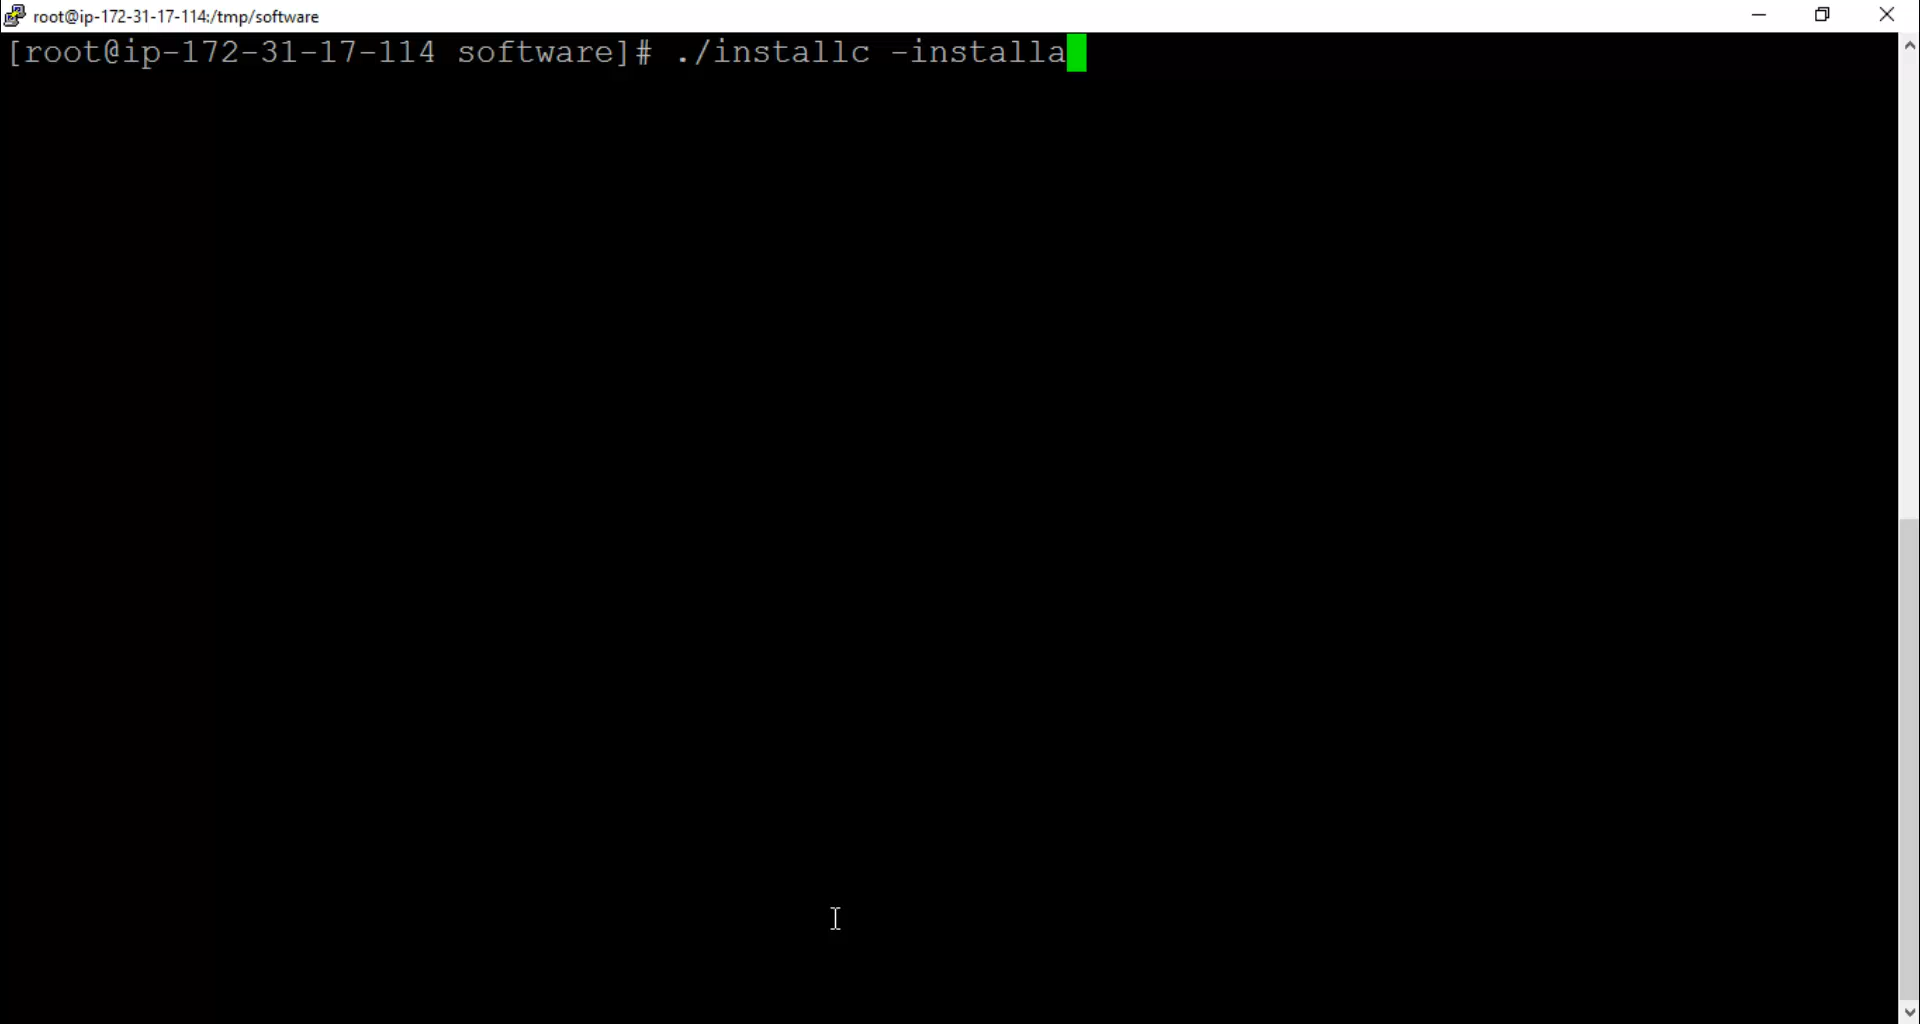 root@ip-172-31-17-114:/tmp/software
[root@ip-172-31-17-114 software]# ./installc -installa